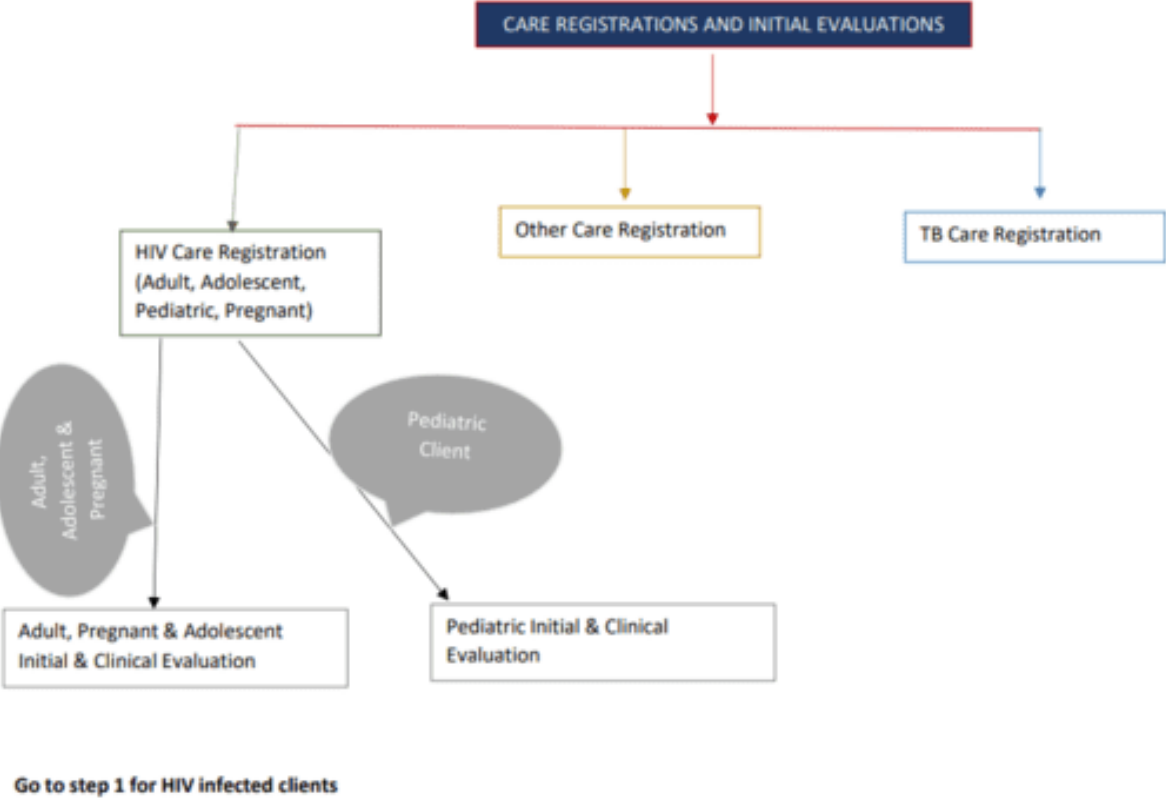 CARE REGISTRATIONS AND INITIAL EVALUATIONS
HIV Care Registration
(Adult, Adolescent,
Pediatric, Pregnant)
Other Care Registration
TB Care Registration
Adult,
Adolescent &
Pregnant
Pediatric
Client
Adult, Pregnant & Adolescent
Initial & Clinical Evaluation
Pediatric Initial & Clinical
Evaluation
Go to step 1 for HIV infected clients